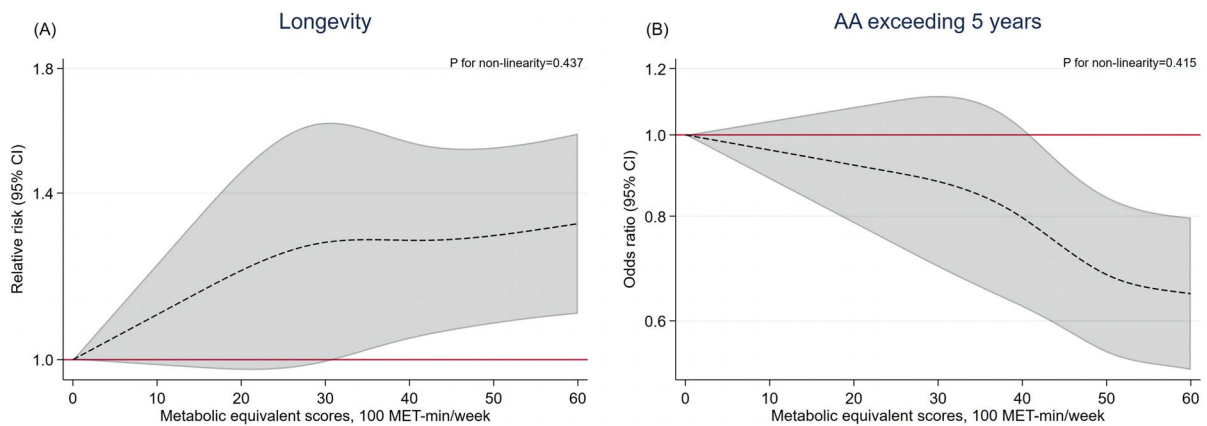 (A)
Longevity
P for non-linearity=0.437
Relative risk (95% CI)
1.8
1.4
1.0
0 10 20 30 40 50 60
Metabolic equivalent scores, 100 MET-min/week
(B)
AA exceeding 5 years
P for non-linearity=0.415
Odds ratio (95% CI)
1.2
1.0
0.8
0.6
0 10 20 30 40 50 60
Metabolic equivalent scores, 100 MET-min/week